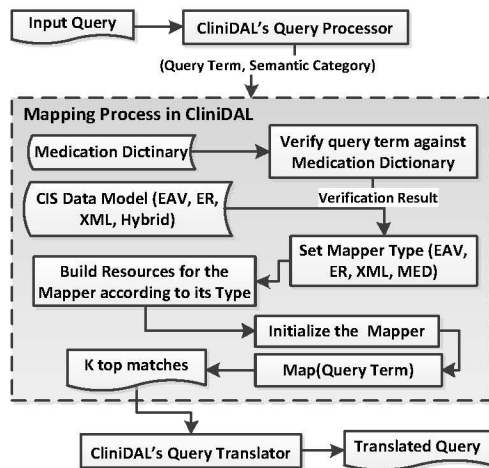 Input Query
CliniDAL's Query Processor
(Query Term, Semantic Category)
Mapping Process in CliniDAL
Medication Dictinary
Verify query term against
Medication Dictionary
CIS Data Model (EAV, ER,
XML, Hybrid)
Verification Result
Set Mapper Type (EAV,
ER, XML, MED)
Build Resources for the
Mapper according to its Type
Initialize the Mapper
K top matches
Map(Query Term)
CliniDAL's Query Translator
Translated Query